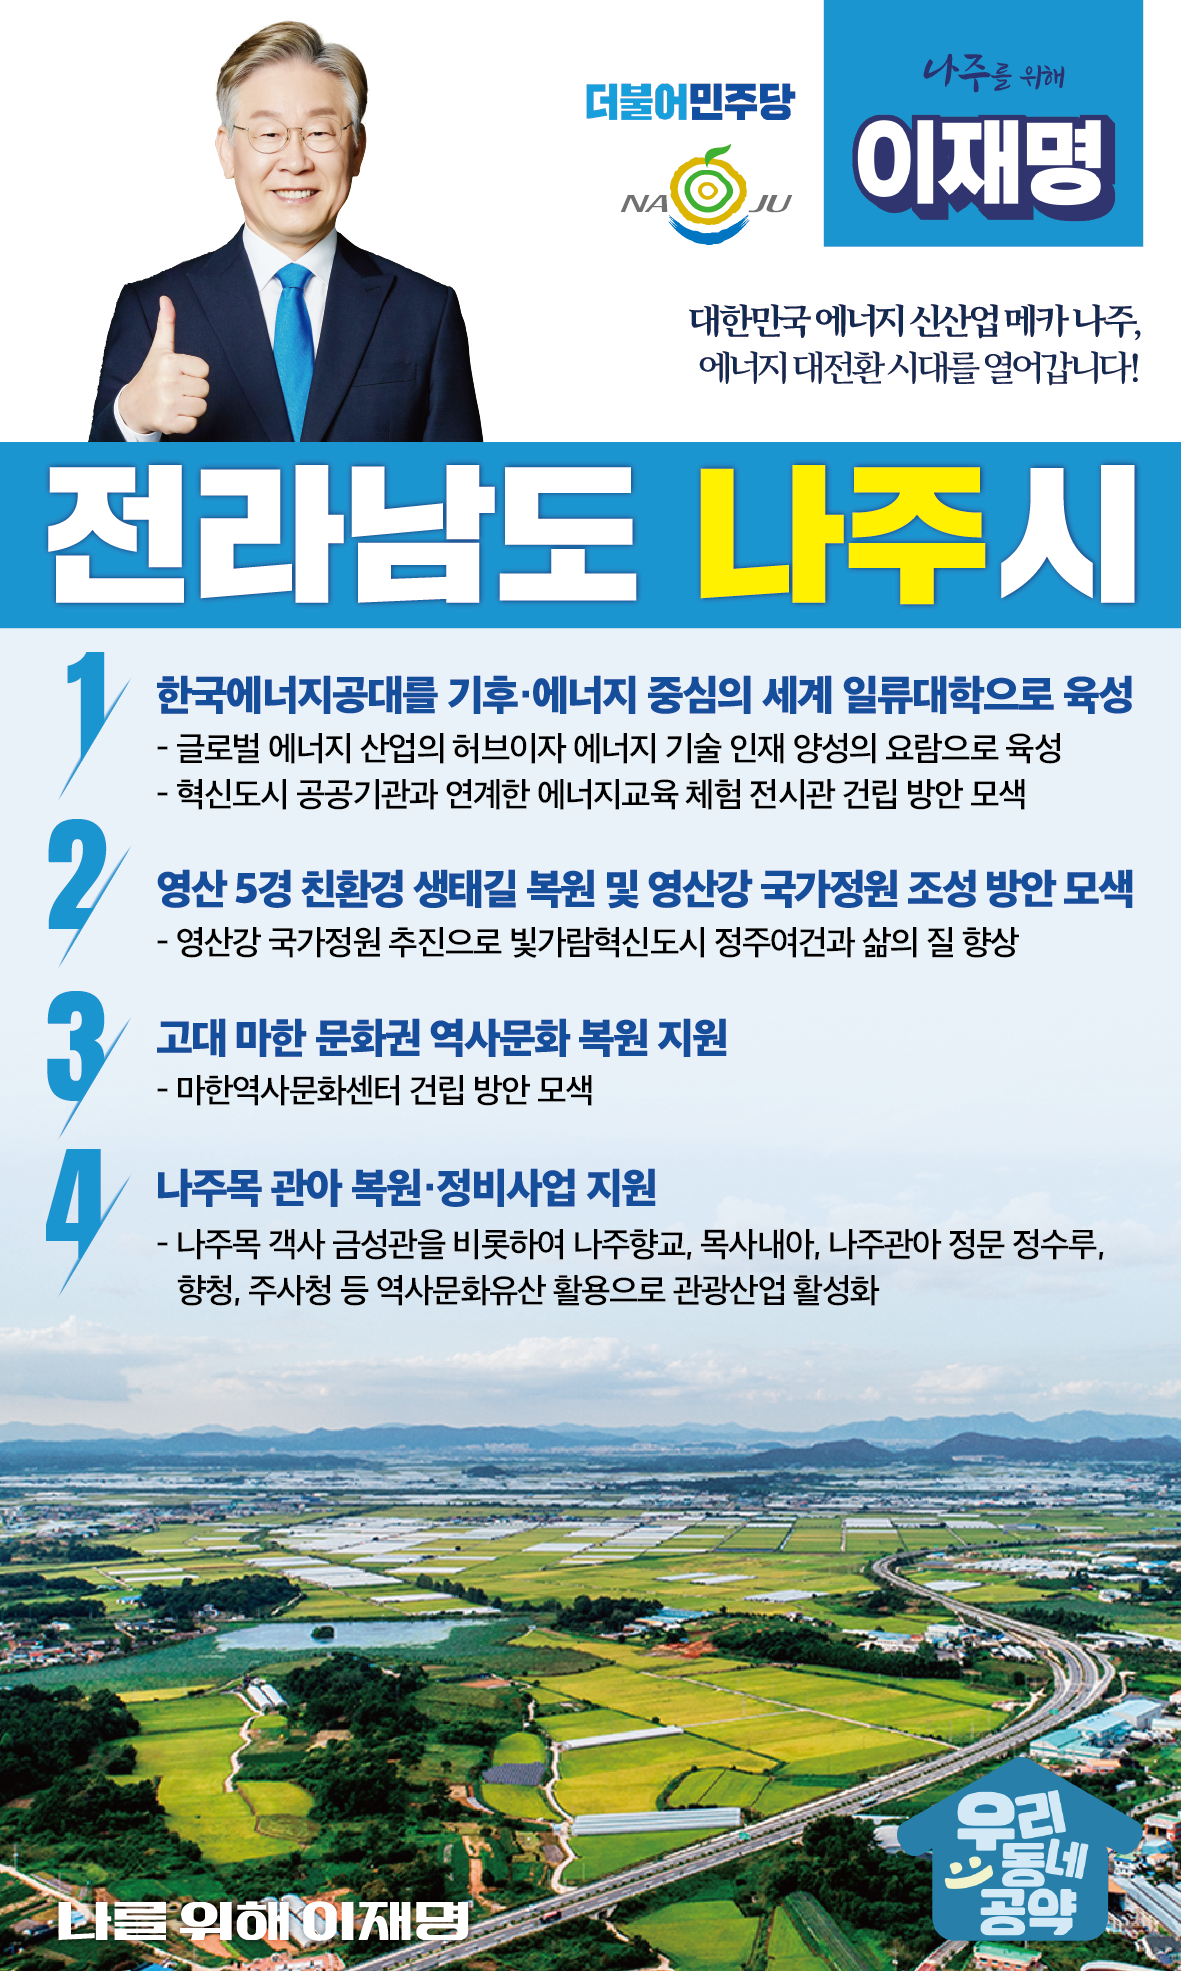 더불어민주당
NAJU
나주를 위해
이재명
대한민국 에너지 신산업 메카 나주,
에너지 대전환 시대를 열어갑니다!
전라남도 나주시
1
한국에너지공대를 기후·에너지 중심의 세계 일류대학으로 육성
- 글로벌 에너지 산업의 허브이자 에너지 기술 인재 양성의 요람으로 육성
- 혁신도시 공공기관과 연계한 에너지교육 체험 전시관 건립 방안 모색
2
영산 5경 친환경 생태길 복원 및 영산강 국가정원 조성 방안 모색
- 영산강 국가정원 추진으로 빛가람혁신도시 정주여건과 삶의 질 향상
3
고대 마한 문화권 역사문화 복원 지원
- 마한역사문화센터 건립 방안 모색
4
나주목 관아 복원·정비사업 지원
- 나주목 객사 금성관을 비롯하여 나주향교, 목사내아, 나주관아 정문 정수루,
향청, 주사청 등 역사문화유산 활용으로 관광산업 활성화
우리
동네
공약
나를 위해 이재명